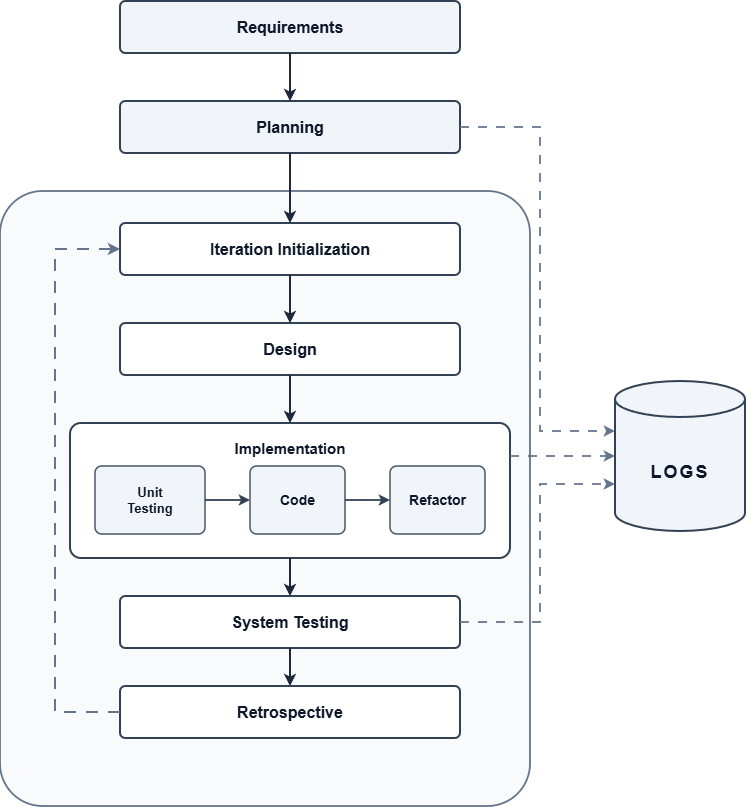 Requirements
Planning
Iteration Initialization
Design
Implementation
Unit
Testing
Code
Refactor
LOGS
System Testing
Retrospective